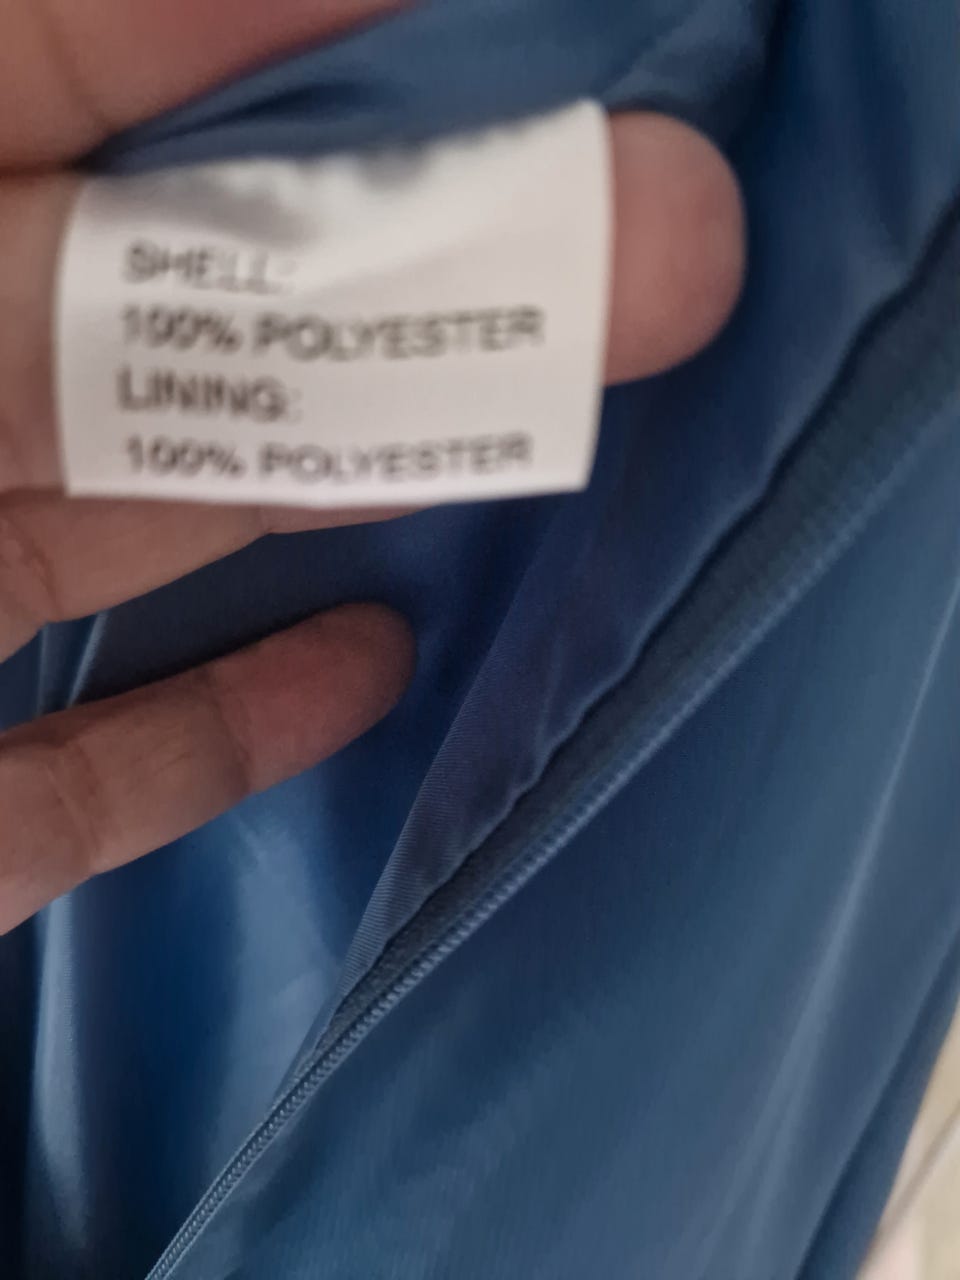 SHELL:
100% POLYESTER
LINING:
100% POLYESTER